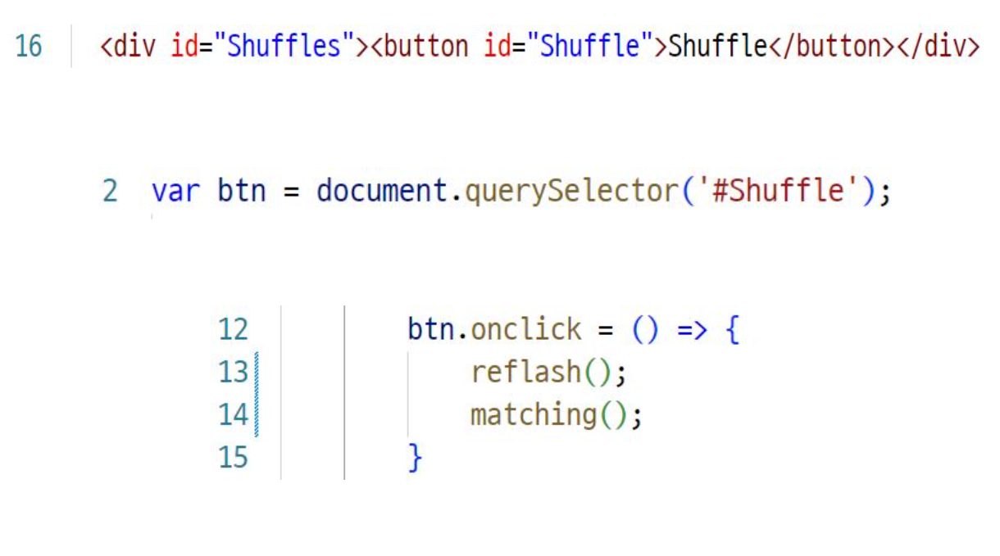 16 <div id="Shuffles"><button id="Shuffle">Shuffle</button></div>
2 var btn = document.querySelector('#Shuffle');
12 btn.onclick = () => {
13 reflash();
14 matching();
15 }